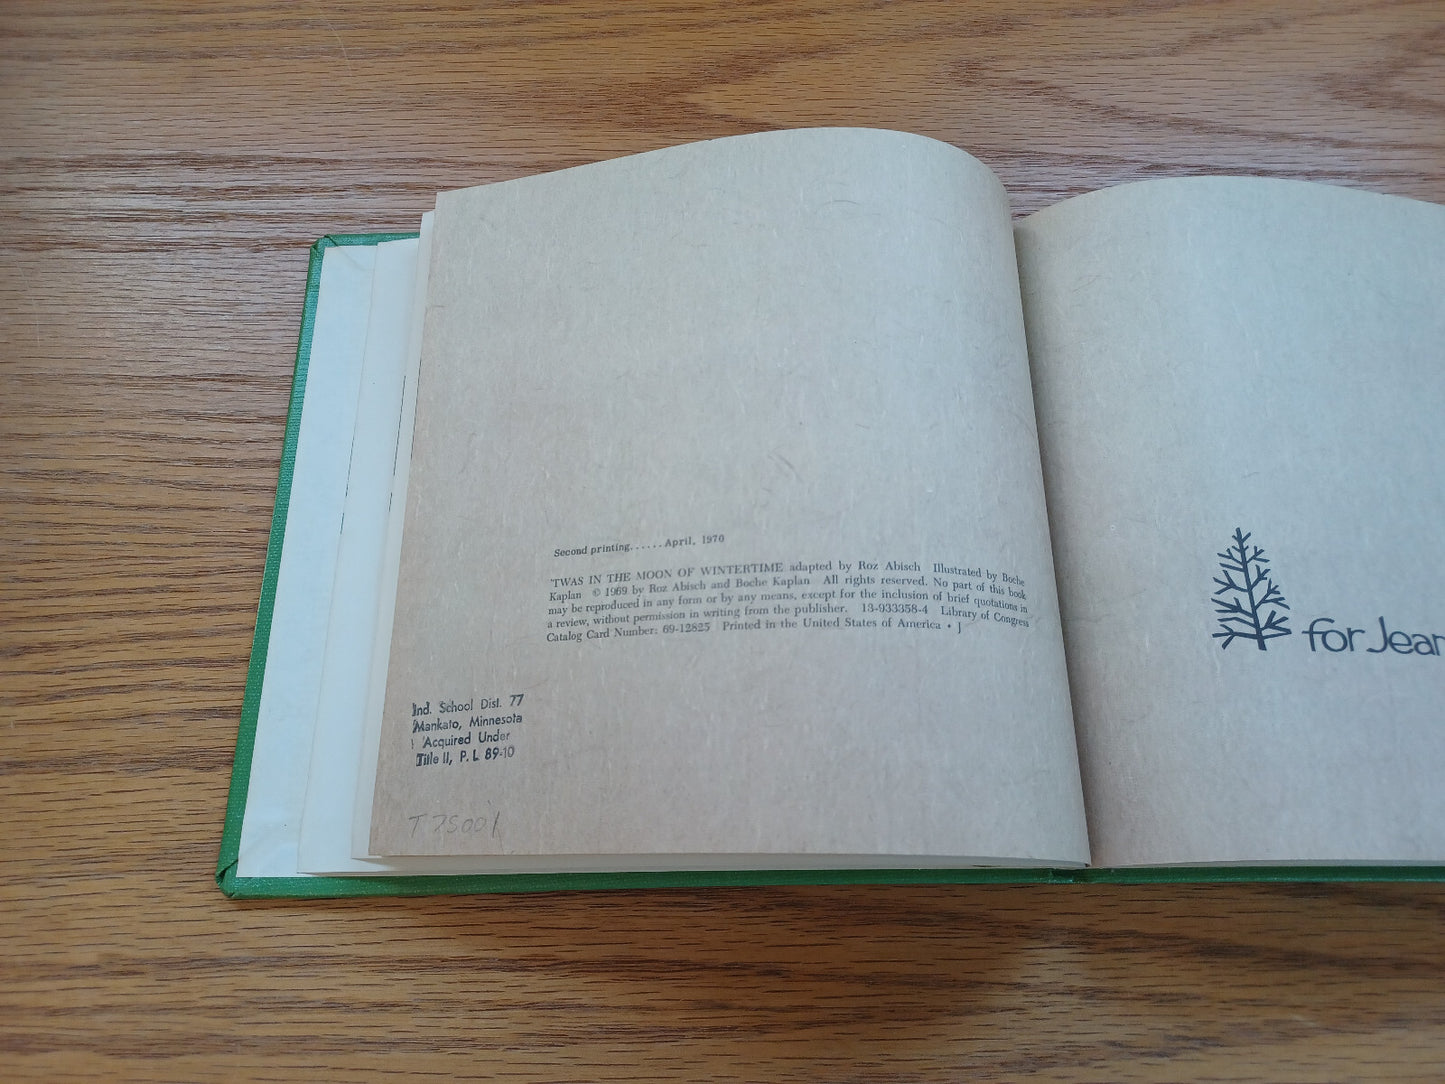 Second printing......April, 1970
'TWAS IN THE MOON OF WINTERTIME adapted by Roz Abisch Illustrated by Boche
Kaplan © 1969 by Roz Abisch and Boche Kaplan All rights reserved. No part of this book
may be reproduced in any form or by any means, except for the inclusion of brief quotations in
a review, without permission in writing from the publisher. 13-933358-4 Library of Congress
Catalog Card Number: 69-12825 Printed in the United States of America • J
Ind. School Dist. 77
Mankato, Minnesota
Acquired Under
Title II, P. L 89-10
T 75001
for Jean